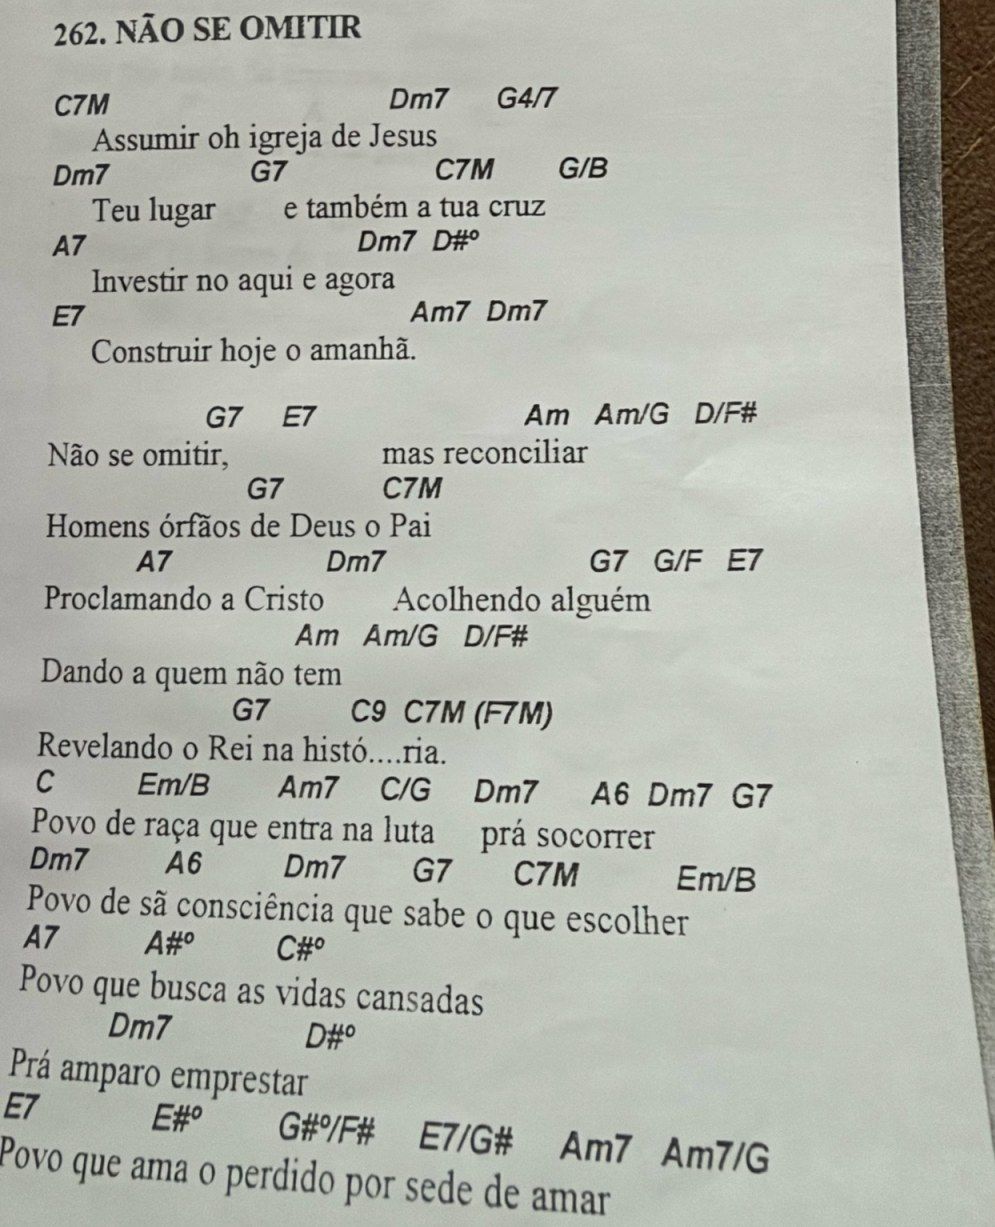 262. NÃO SE OMITIR
C7M Dm7 G4/7
Assumir oh igreja de Jesus
Dm7 G7 C7M G/B
Teu lugar e também a tua cruz
A7 Dm7 D#º
Investir no aqui e agora
E7 Am7 Dm7
Construir hoje o amanhã.
G7 E7 Am Am/G D/F#
Não se omitir, mas reconciliar
G7 C7M
Homens órfãos de Deus o Pai
A7 Dm7 G7 G/F E7
Proclamando a Cristo Acolhendo alguém
Am Am/G D/F#
Dando a quem não tem
G7 C9 C7M (F7M)
Revelando o Rei na histó....ria.
C Em/B Am7 C/G Dm7 A6 Dm7 G7
Povo de raça que entra na luta prá socorrer
Dm7 A6 Dm7 G7 C7M Em/B
Povo de sã consciência que sabe o que escolher
A7 A#º C#º
Povo que busca as vidas cansadas
Dm7 D#º
Prá amparo emprestar
E7 E#º G#º/F# E7/G# Am7 Am7/G
Povo que ama o perdido por sede de amar